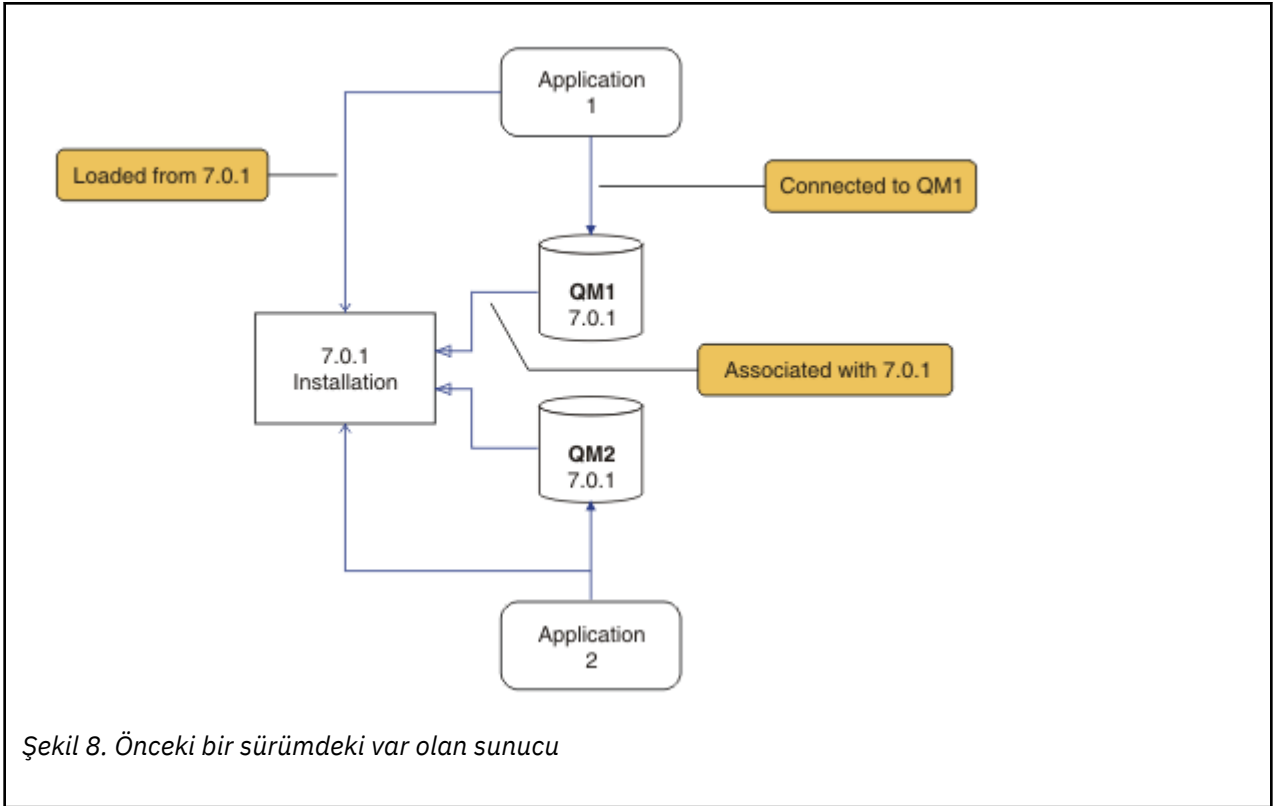 Application
1
Loaded from 7.0.1
Connected to QM1
QM1
7.0.1
7.0.1
Installation
Associated with 7.0.1
QM2
7.0.1
Application
2
Şekil 8. Önceki bir sürümdeki var olan sunucu